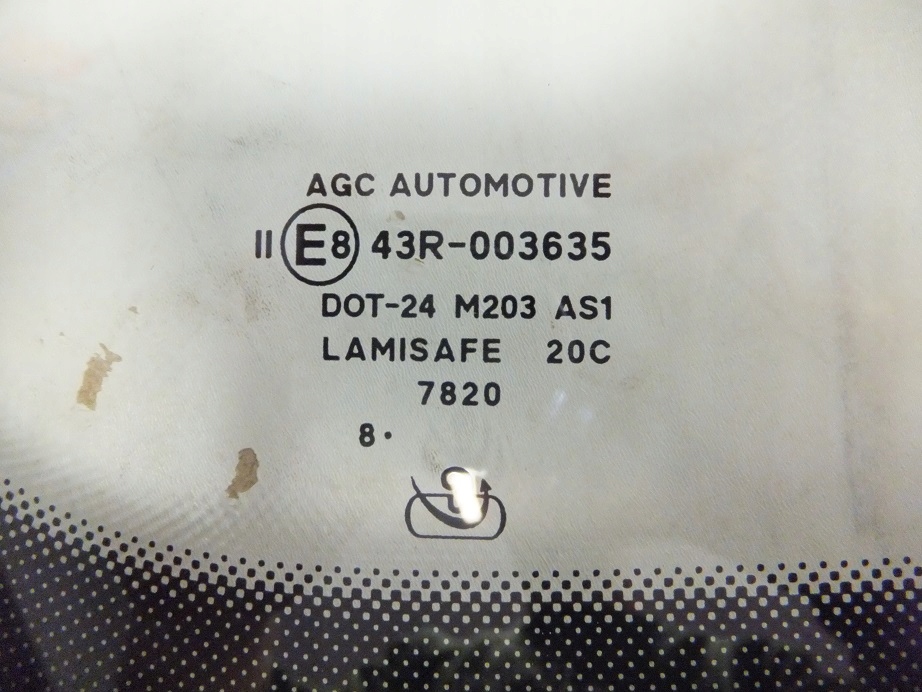 AGC AUTOMOTIVE
II E8 43R-003635
DOT-24 M203 AS1
LAMISAFE 20C
7820
8•